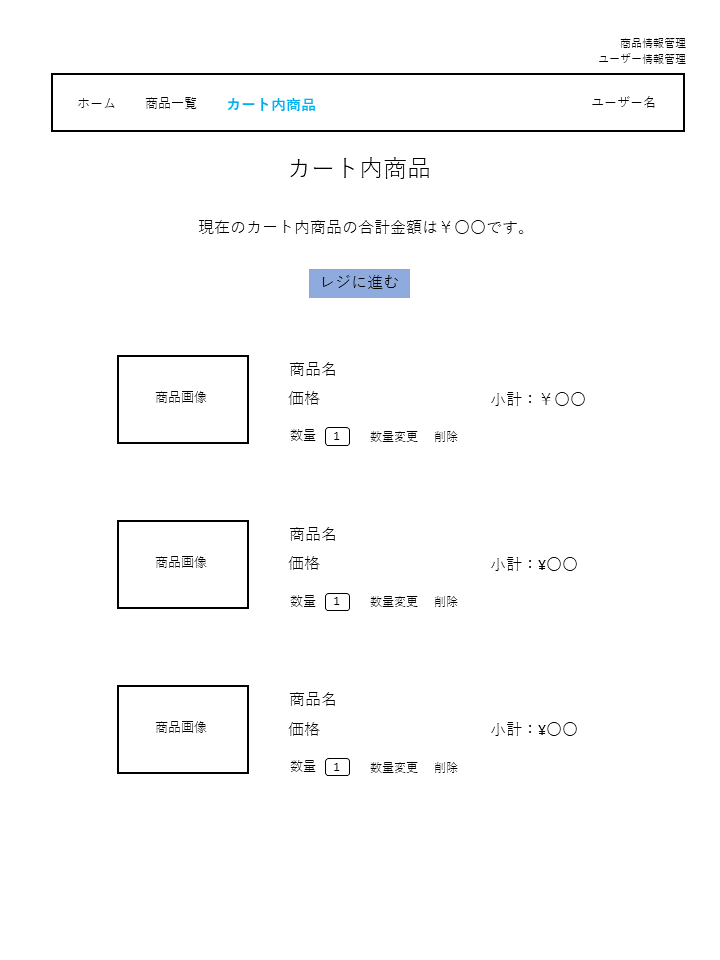 商品情報管理
ユーザー情報管理
ホーム 商品一覧 カート内商品 ユーザー名
カート内商品
現在のカート内商品の合計金額は￥〇〇です。
レジに進む
商品画像
商品名
価格 小計：￥〇〇
数量 1 数量変更 削除
商品画像
商品名
価格 小計：¥〇〇
数量 1 数量変更 削除
商品画像
商品名
価格 小計：¥〇〇
数量 1 数量変更 削除